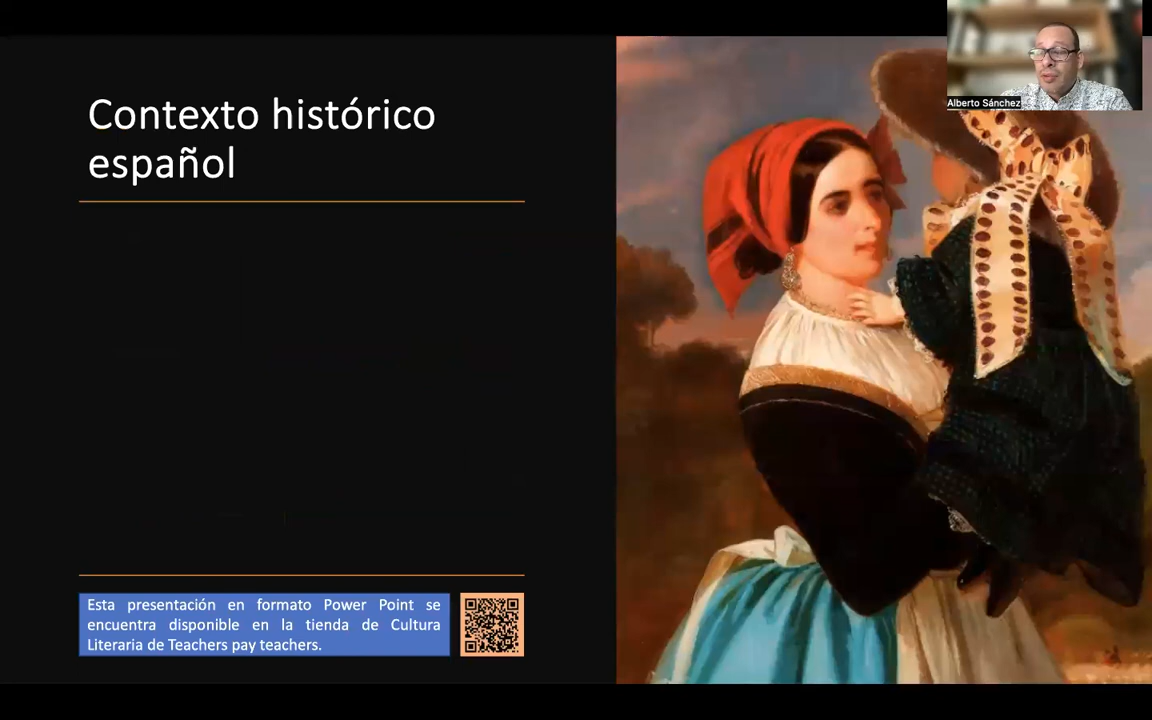 Alberto Sánchez
Contexto histórico
español
Esta presentación en formato Power Point se
encuentra disponible en la tienda de Cultura
Literaria de Teachers pay teachers.